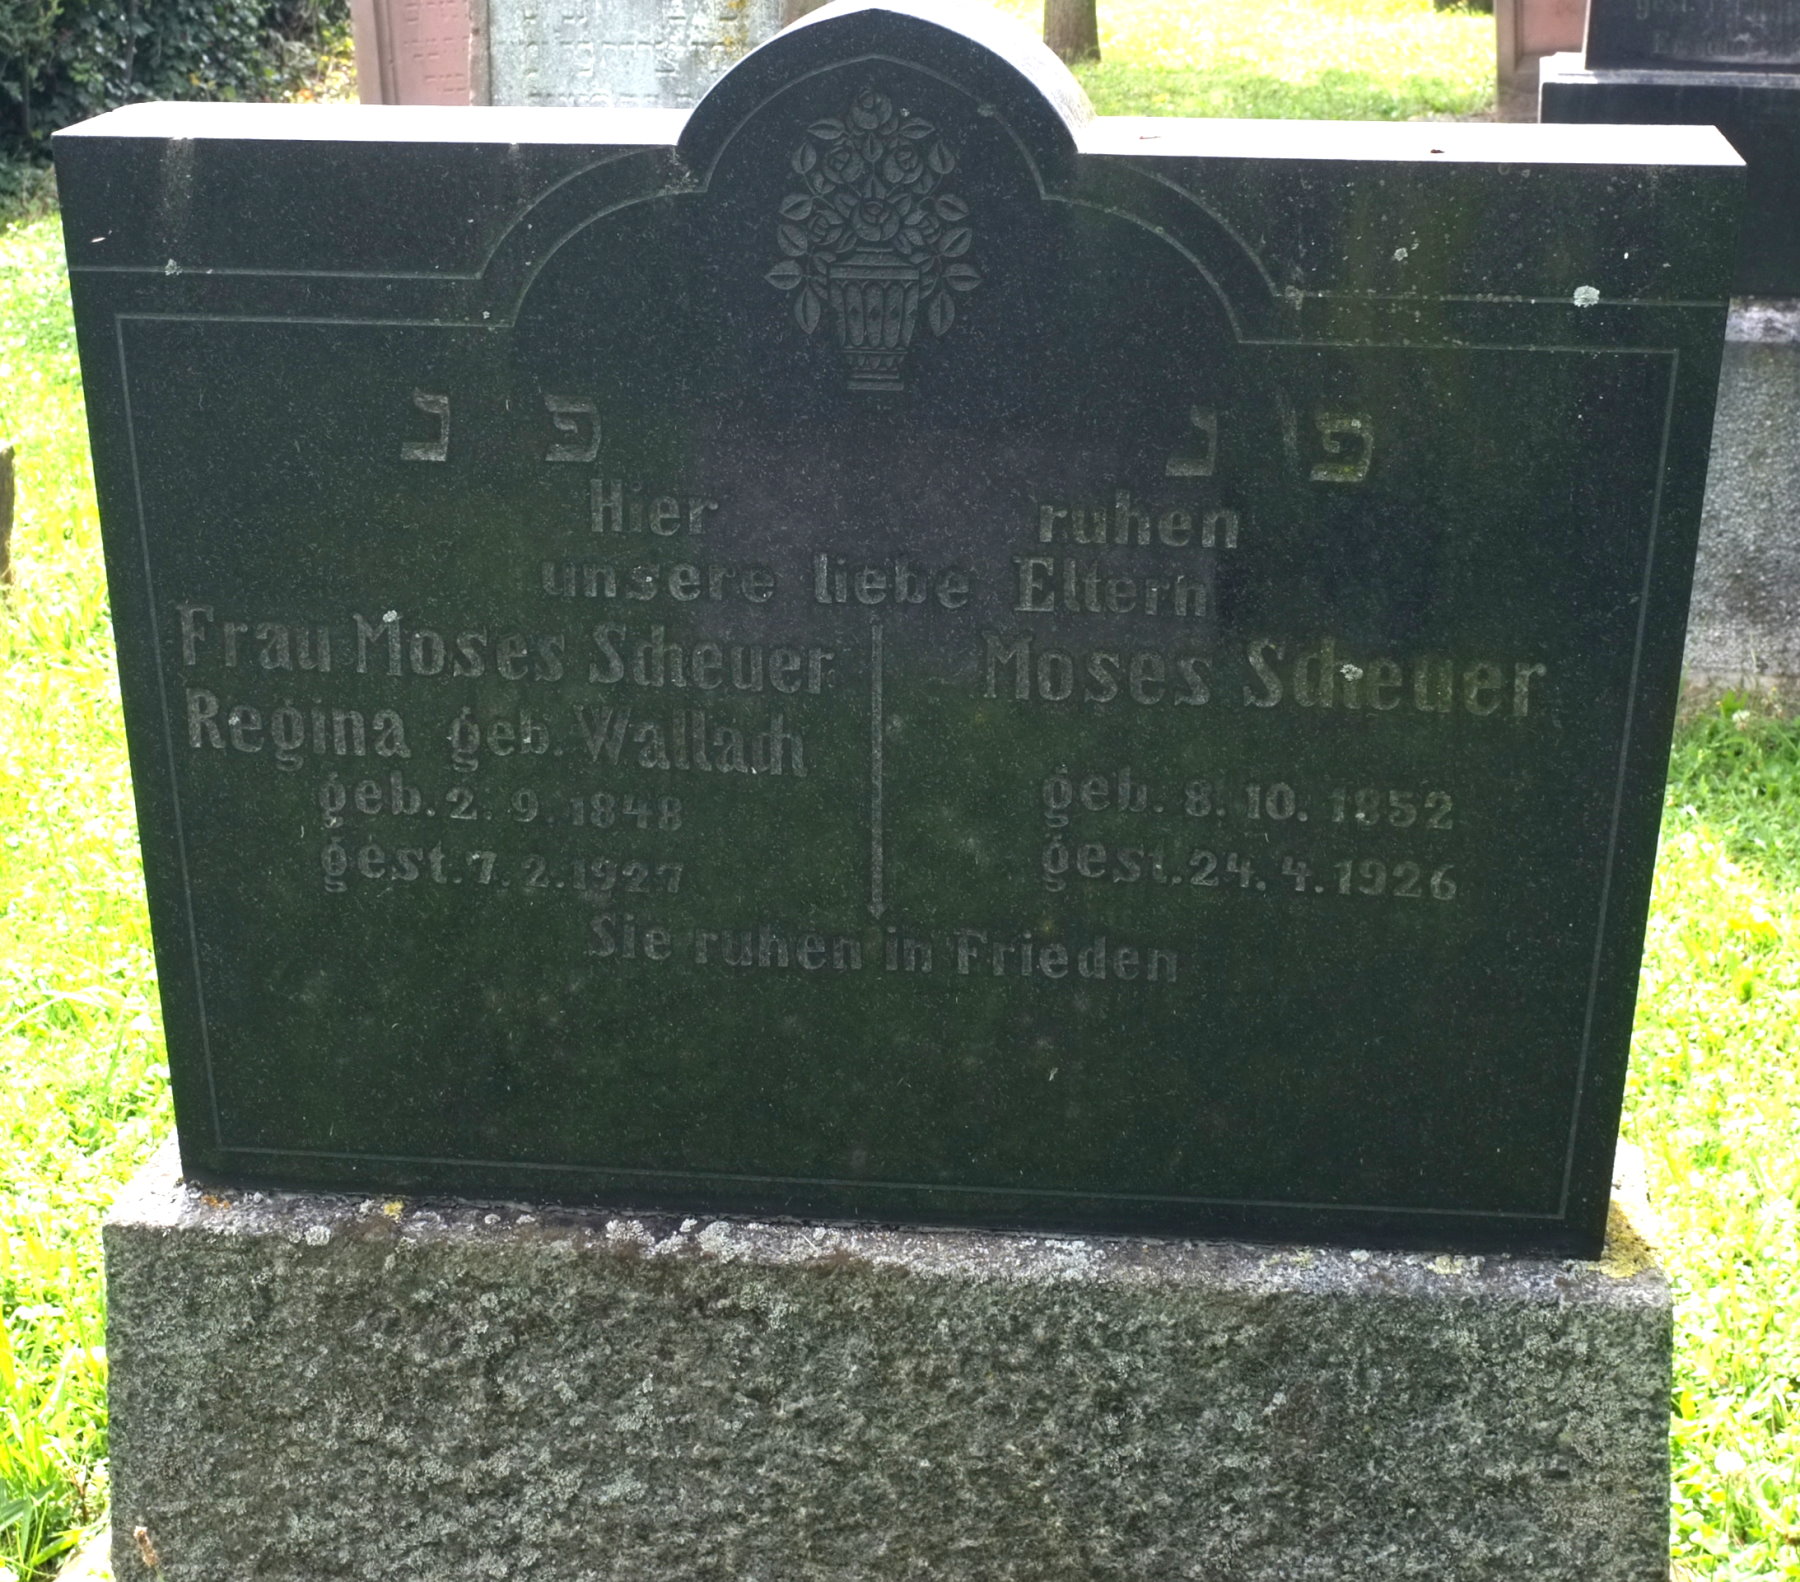 פ נ
פ נ
Hier ruhen
unsere liebe Eltern
Frau Moses Scheuer
Regina geb. Wallach
geb. 2. 9. 1848
gest. 7. 2. 1927
Moses Scheuer
geb. 8. 10. 1852
gest. 24. 4. 1926
Sie ruhen in Frieden